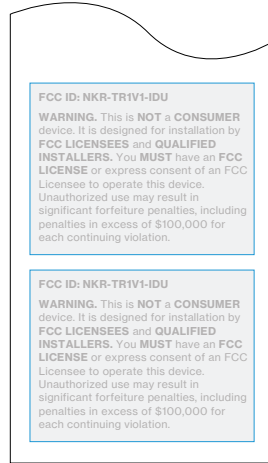 FCC ID: NKR-TR1V1-IDU
WARNING. This is NOT a CONSUMER
device. It is designed for installation by
FCC LICENSEES and QUALIFIED
INSTALLERS. You MUST have an FCC
LICENSE or express consent of an FCC
Licensee to operate this device.
Unauthorized use may result in
significant forfeiture penalties, including
penalties in excess of $100,000 for
each continuing violation.
FCC ID: NKR-TR1V1-IDU
WARNING. This is NOT a CONSUMER
device. It is designed for installation by
FCC LICENSEES and QUALIFIED
INSTALLERS. You MUST have an FCC
LICENSE or express consent of an FCC
Licensee to operate this device.
Unauthorized use may result in
significant forfeiture penalties, including
penalties in excess of $100,000 for
each continuing violation.